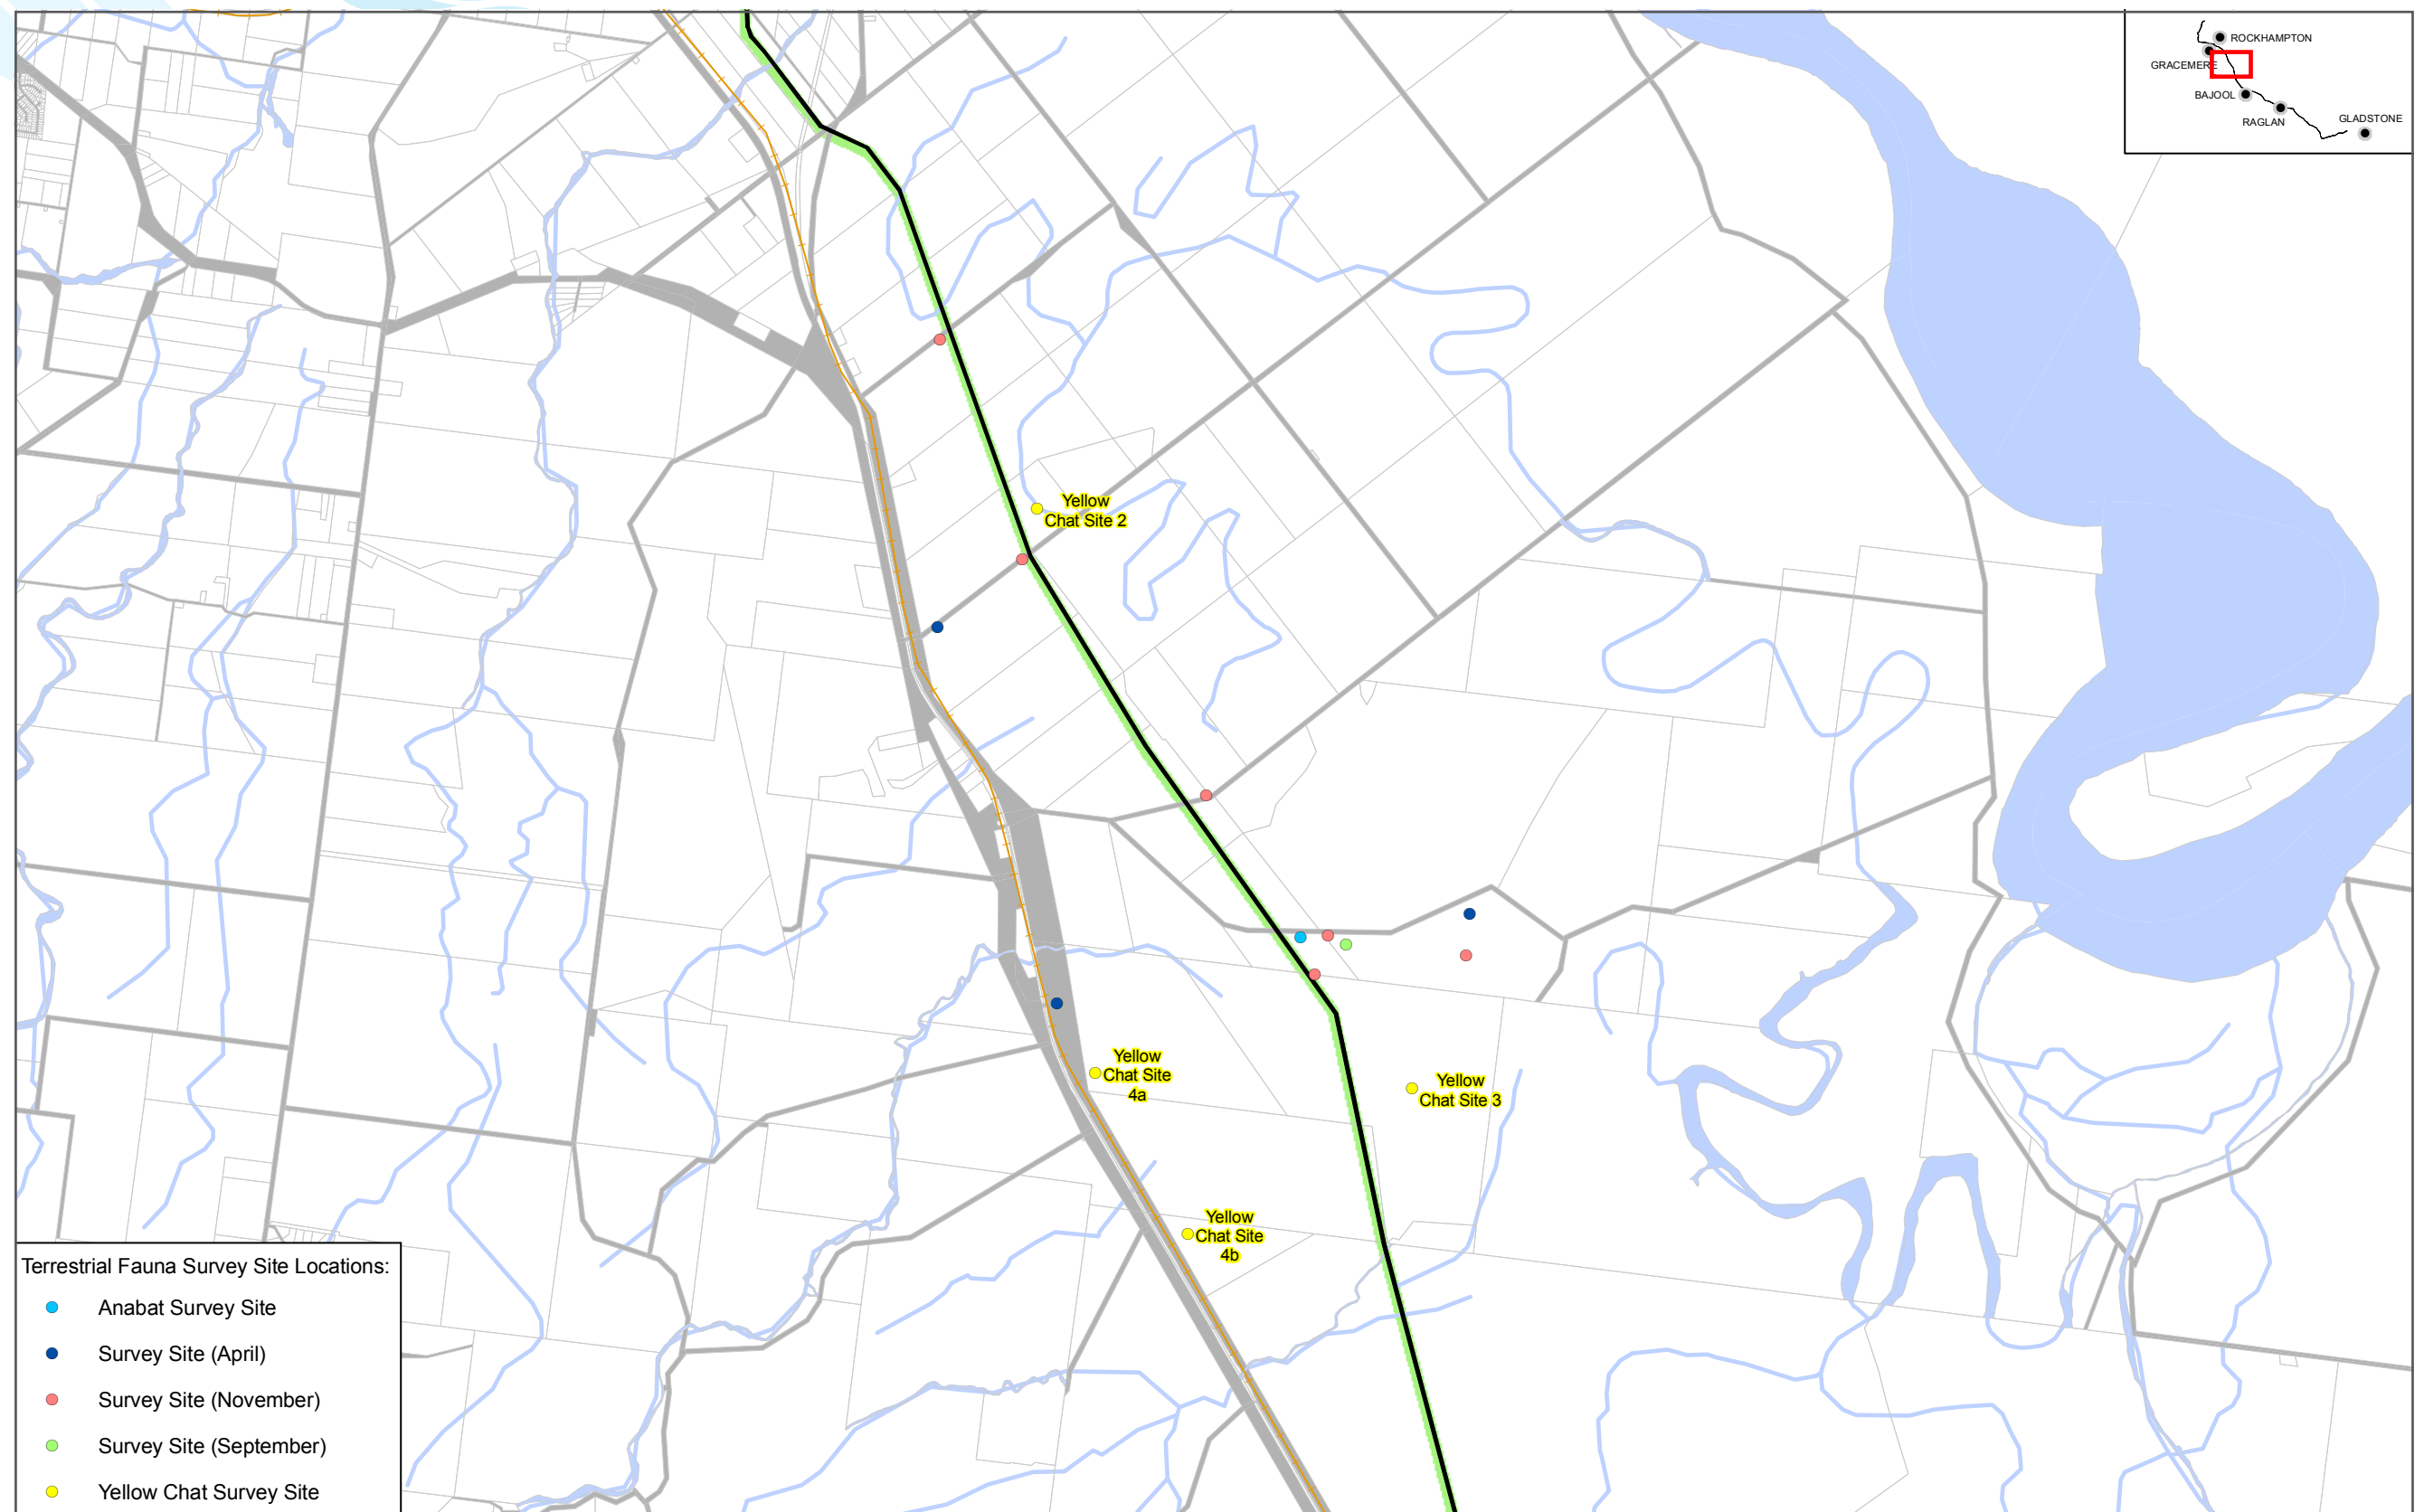 ROCKHAMPTON
GRACEMERE
BAJOOL
RAGLAN
GLADSTONE
Yellow
Chat Site 2
Yellow
Chat Site
4a
Yellow
Chat Site 3
Yellow
Chat Site
4b
Terrestrial Fauna Survey Site Locations:
Anabat Survey Site
Survey Site (April)
Survey Site (November)
Survey Site (September)
Yellow Chat Survey Site